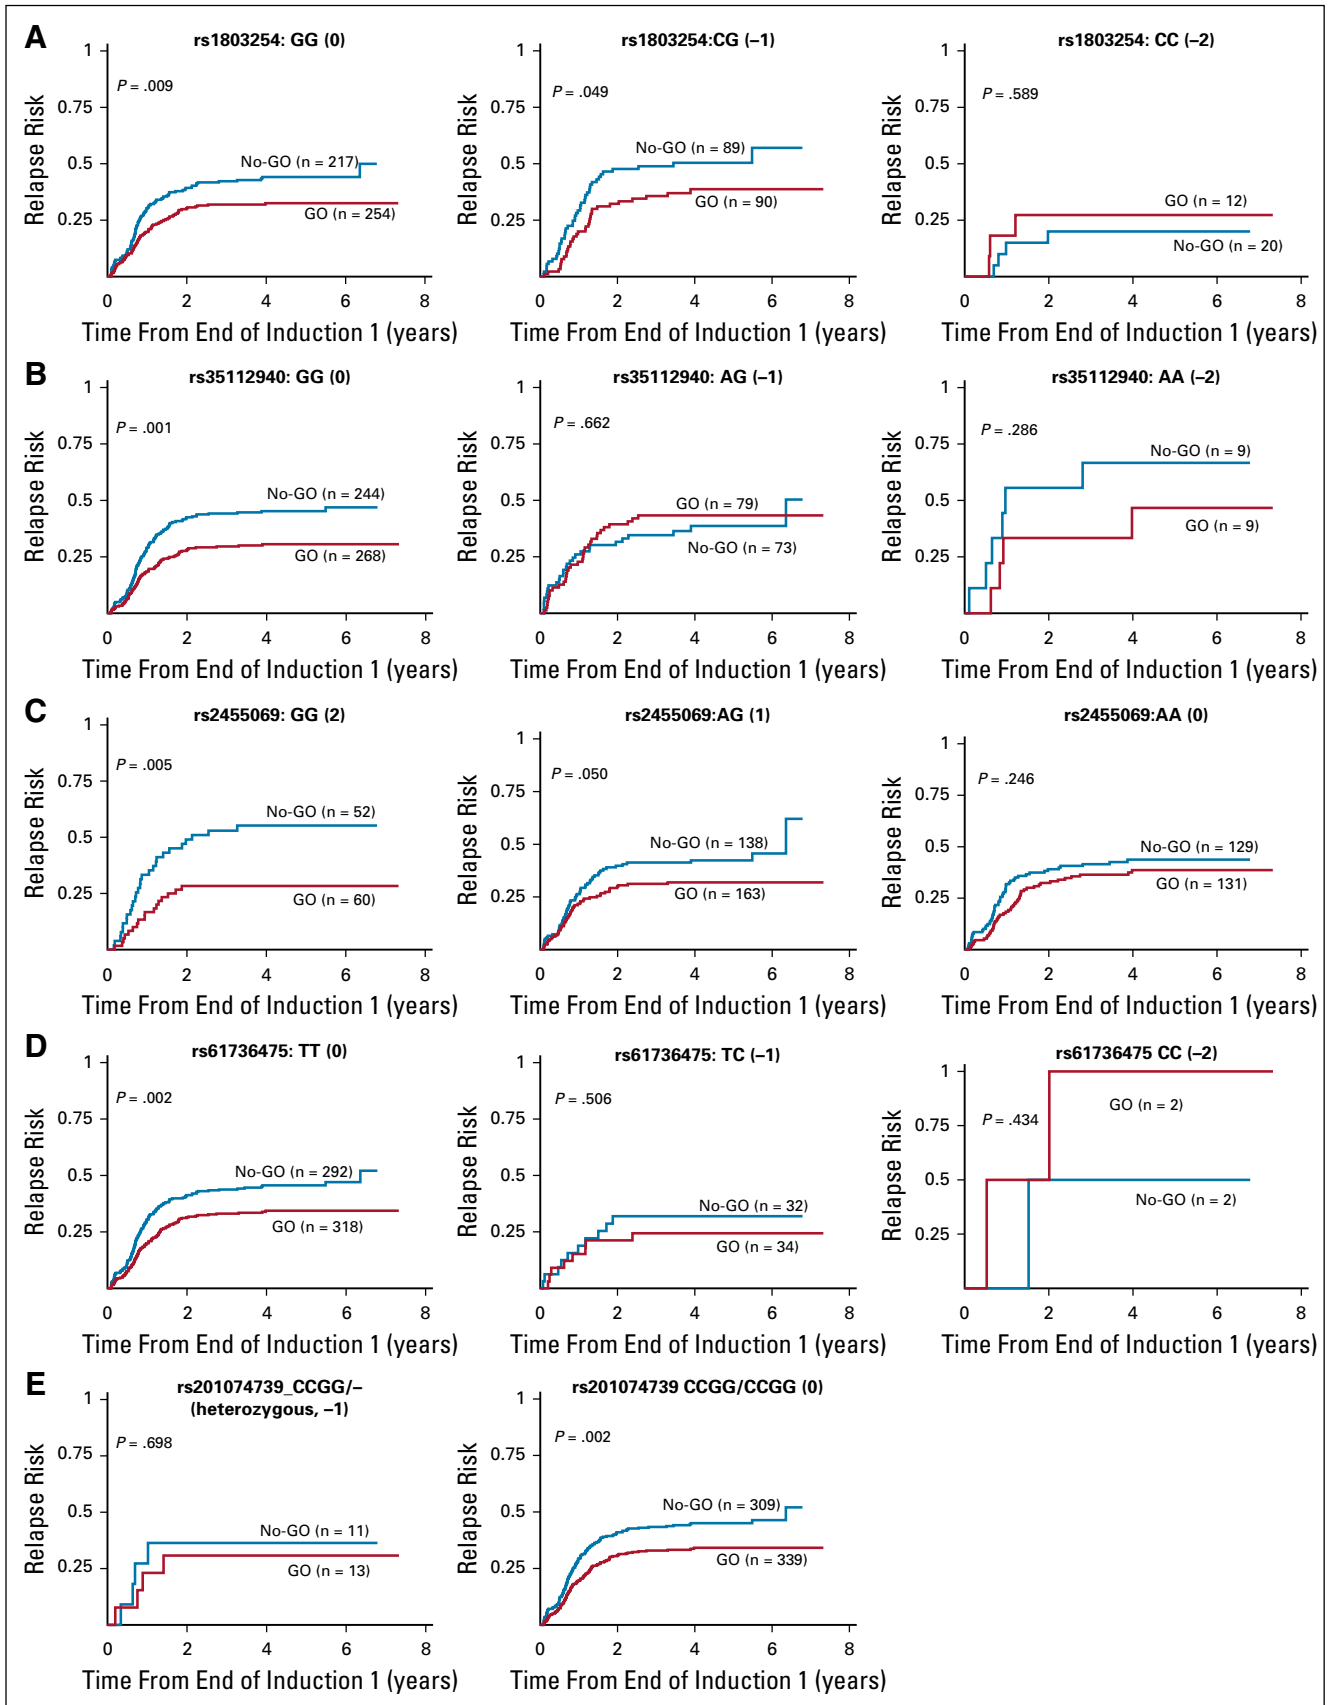 A
rs1803254: GG (0)
1
0.75
0.5
0.25
Relapse Risk
P = .009
No-GO (n = 217)
GO (n = 254)
0 2 4 6 8
Time From End of Induction 1 (years)
rs1803254:CG (–1)
1
0.75
0.5
0.25
Relapse Risk
P = .049
No-GO (n = 89)
GO (n = 90)
0 2 4 6 8
Time From End of Induction 1 (years)
rs1803254: CC (–2)
1
0.75
0.5
0.25
Relapse Risk
P = .589
GO (n = 12)
No-GO (n = 20)
0 2 4 6 8
Time From End of Induction 1 (years)
B
rs35112940: GG (0)
1
0.75
0.5
0.25
Relapse Risk
P = .001
No-GO (n = 244)
GO (n = 268)
0 2 4 6 8
Time From End of Induction 1 (years)
rs35112940: AG (–1)
1
0.75
0.5
0.25
Relapse Risk
P = .662
GO (n = 79)
No-GO (n = 73)
0 2 4 6 8
Time From End of Induction 1 (years)
rs35112940: AA (–2)
1
0.75
0.5
0.25
Relapse Risk
P = .286
No-GO (n = 9)
GO (n = 9)
0 2 4 6 8
Time From End of Induction 1 (years)
C
rs2455069: GG (2)
1
0.75
0.5
0.25
Relapse Risk
P = .005
No-GO (n = 52)
GO (n = 60)
0 2 4 6 8
Time From End of Induction 1 (years)
rs2455069:AG (1)
1
0.75
0.5
0.25
Relapse Risk
P = .050
No-GO (n = 138)
GO (n = 163)
0 2 4 6 8
Time From End of Induction 1 (years)
rs2455069:AA (0)
1
0.75
0.5
0.25
Relapse Risk
P = .246
No-GO (n = 129)
GO (n = 131)
0 2 4 6 8
Time From End of Induction 1 (years)
D
rs61736475: TT (0)
1
0.75
0.5
0.25
Relapse Risk
P = .002
No-GO (n = 292)
GO (n = 318)
0 2 4 6 8
Time From End of Induction 1 (years)
rs61736475: TC (–1)
1
0.75
0.5
0.25
Relapse Risk
P = .506
No-GO (n = 32)
GO (n = 34)
0 2 4 6 8
Time From End of Induction 1 (years)
rs61736475 CC (–2)
1
0.75
0.5
0.25
Relapse Risk
P = .434
GO (n = 2)
No-GO (n = 2)
0 2 4 6 8
Time From End of Induction 1 (years)
E
rs201074739_CCGG/–
(heterozygous, –1)
1
0.75
0.5
0.25
Relapse Risk
P = .698
No-GO (n = 11)
GO (n = 13)
0 2 4 6 8
Time From End of Induction 1 (years)
rs201074739 CCGG/CCGG (0)
1
0.75
0.5
0.25
Relapse Risk
P = .002
No-GO (n = 309)
GO (n = 339)
0 2 4 6 8
Time From End of Induction 1 (years)